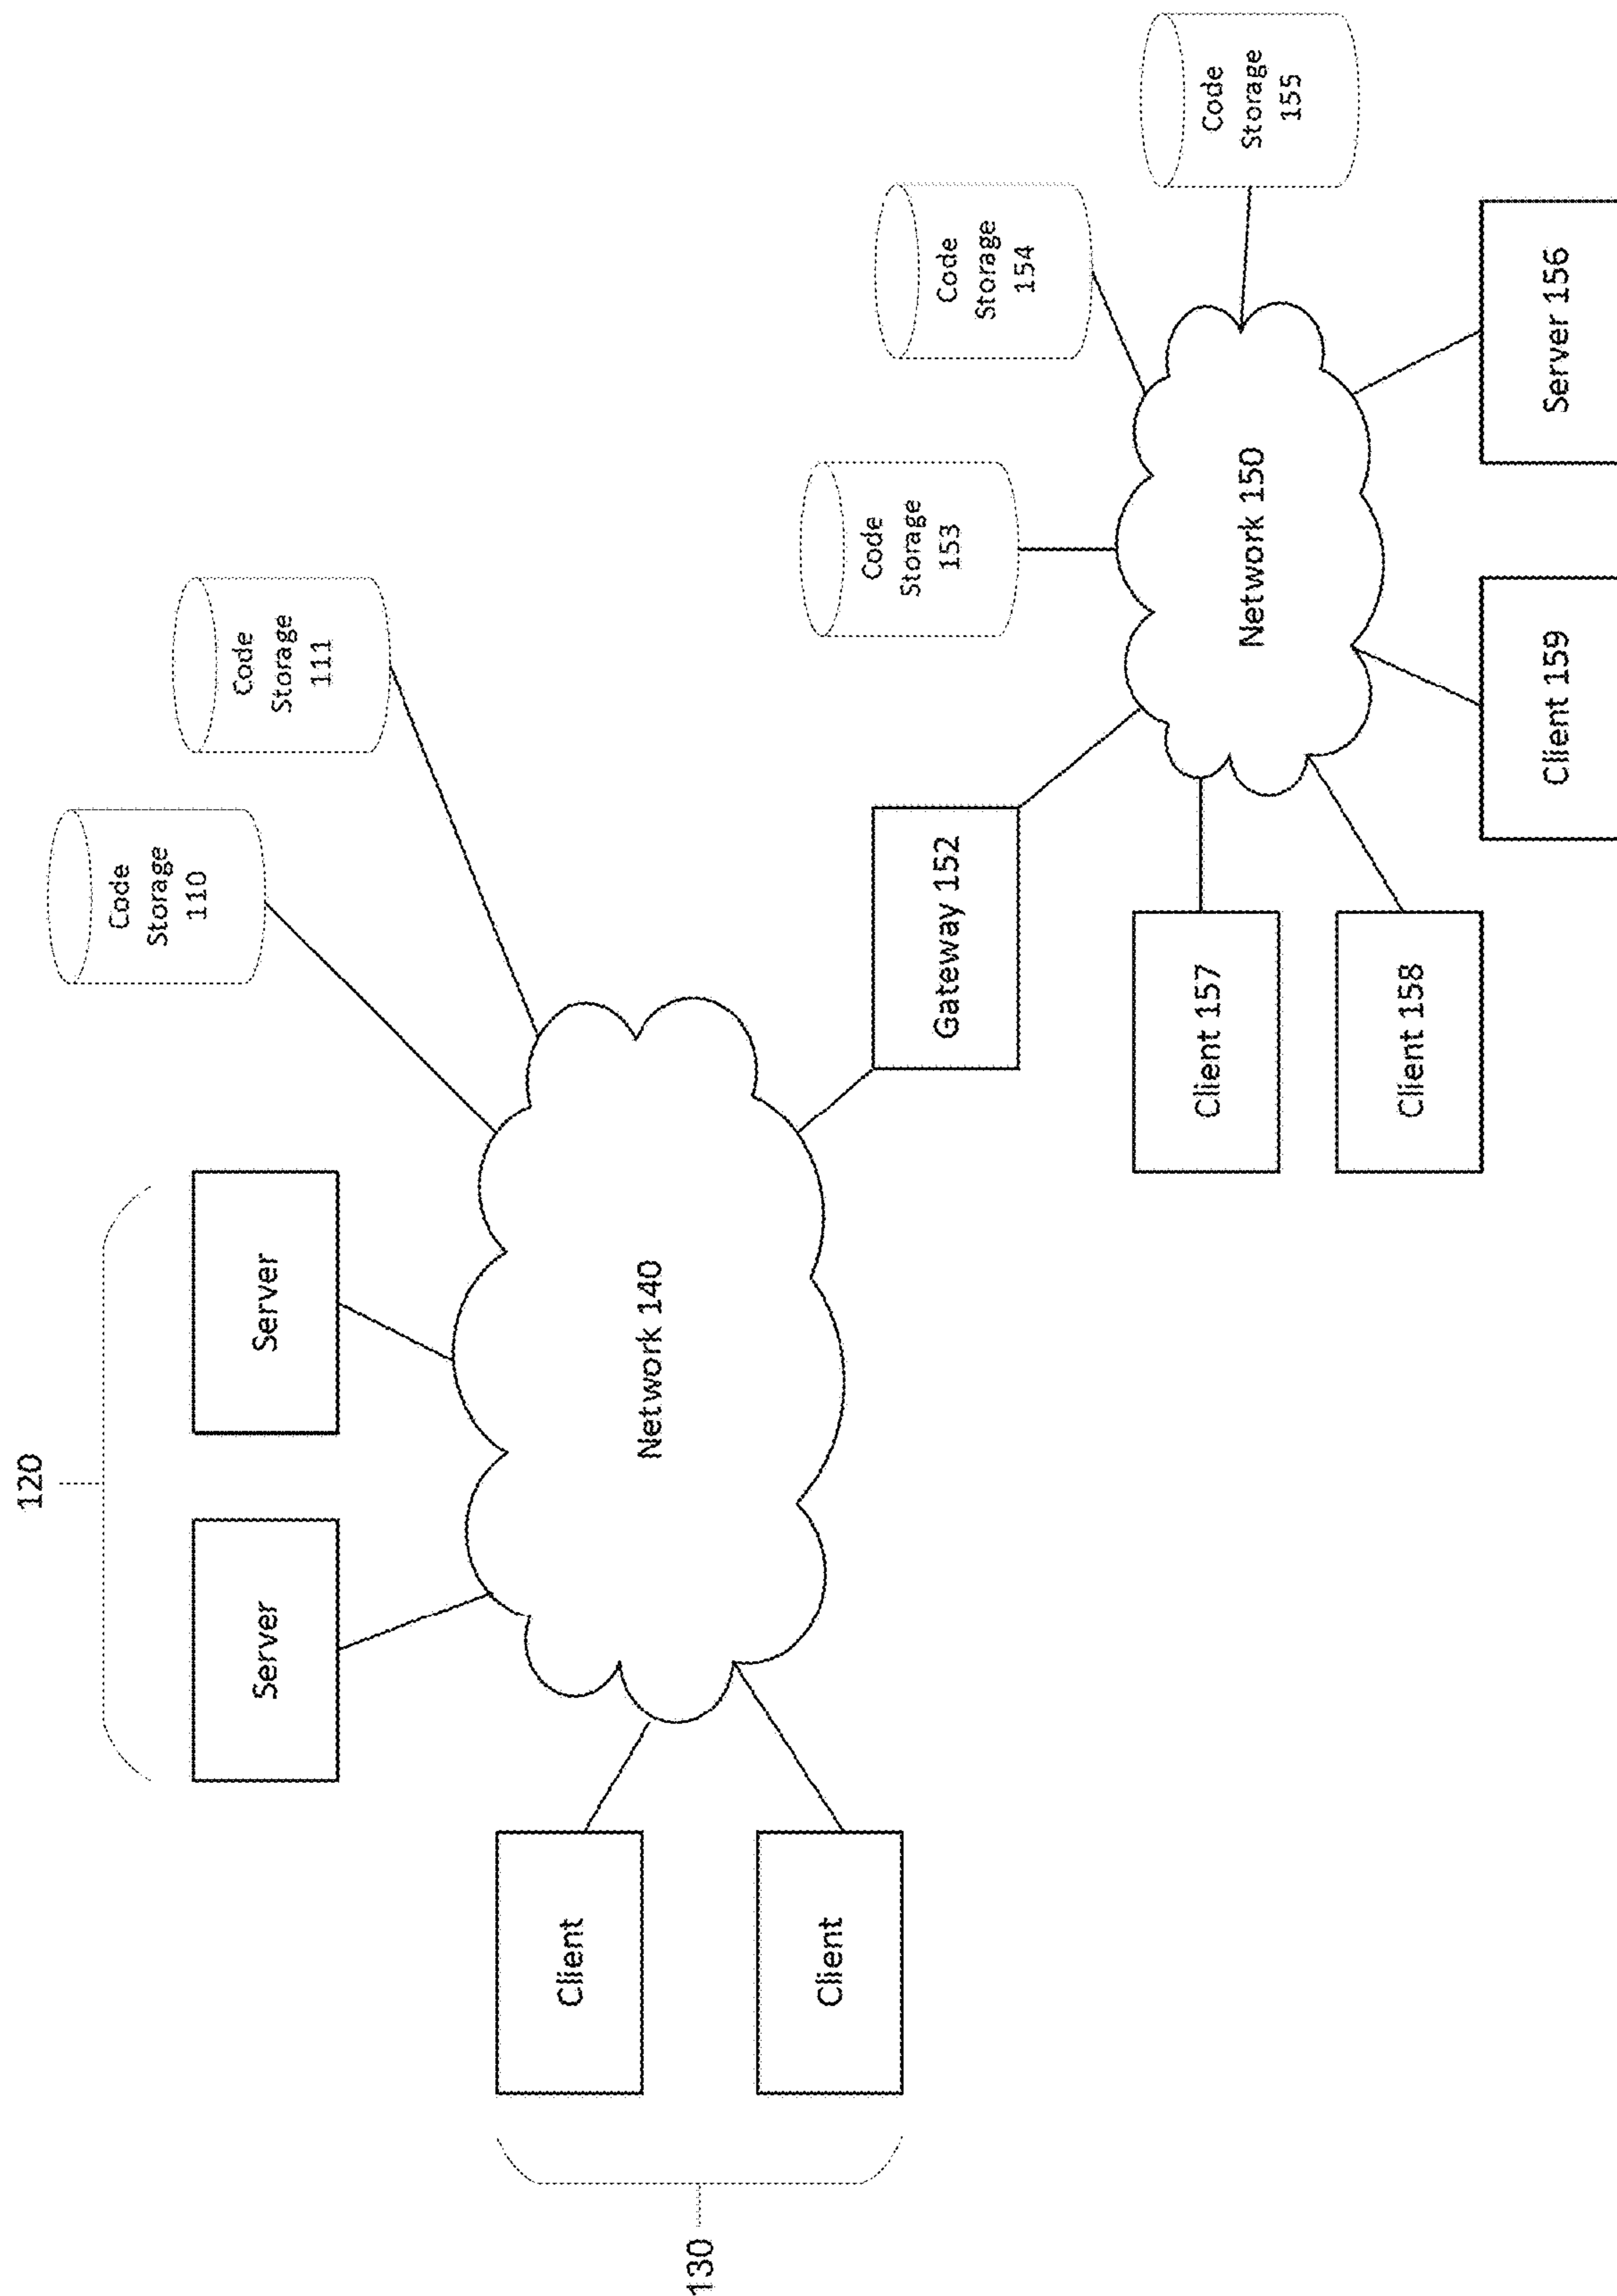 120
Server
Server
Code
Storage
110
Code
Storage
111
130
Client
Client
Network 140
Gateway 152
Code
Storage
153
Code
Storage
154
Code
Storage
155
Network 150
Client 157
Client 158
Client 159
Server 156